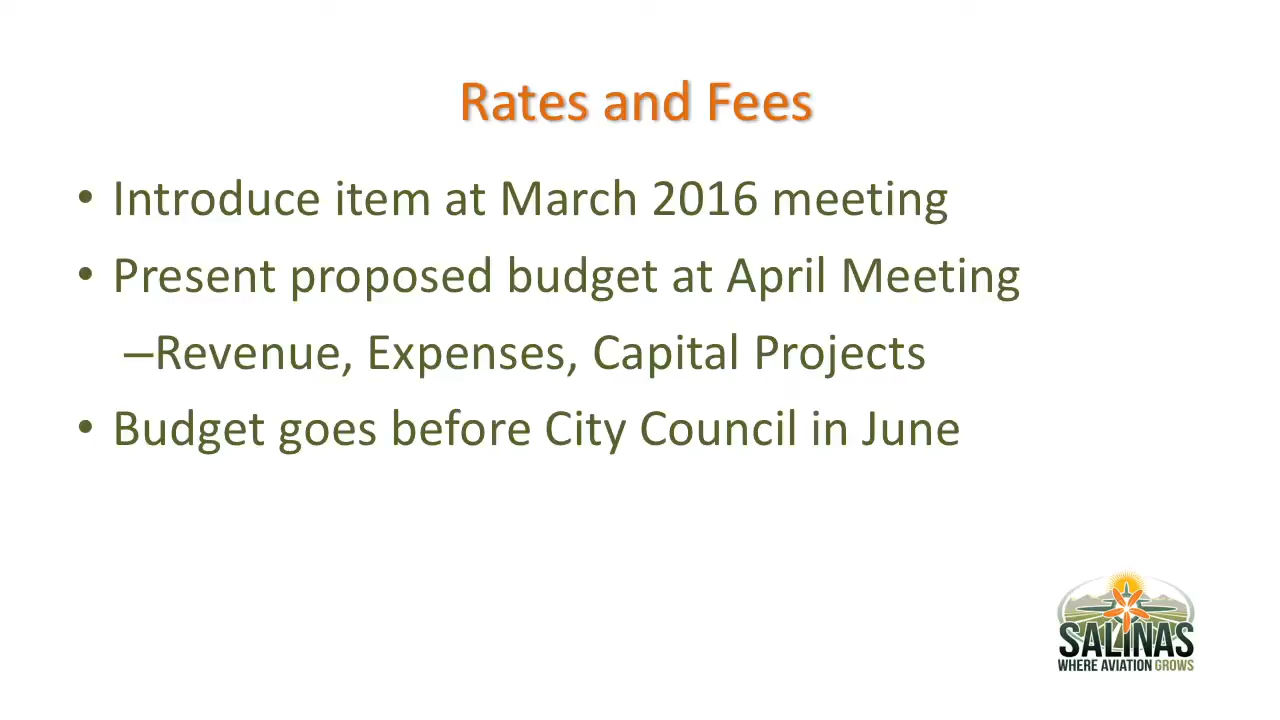 Rates and Fees
• Introduce item at March 2016 meeting
• Present proposed budget at April Meeting
–Revenue, Expenses, Capital Projects
• Budget goes before City Council in June
SALINAS
WHERE AVIATION GROWS